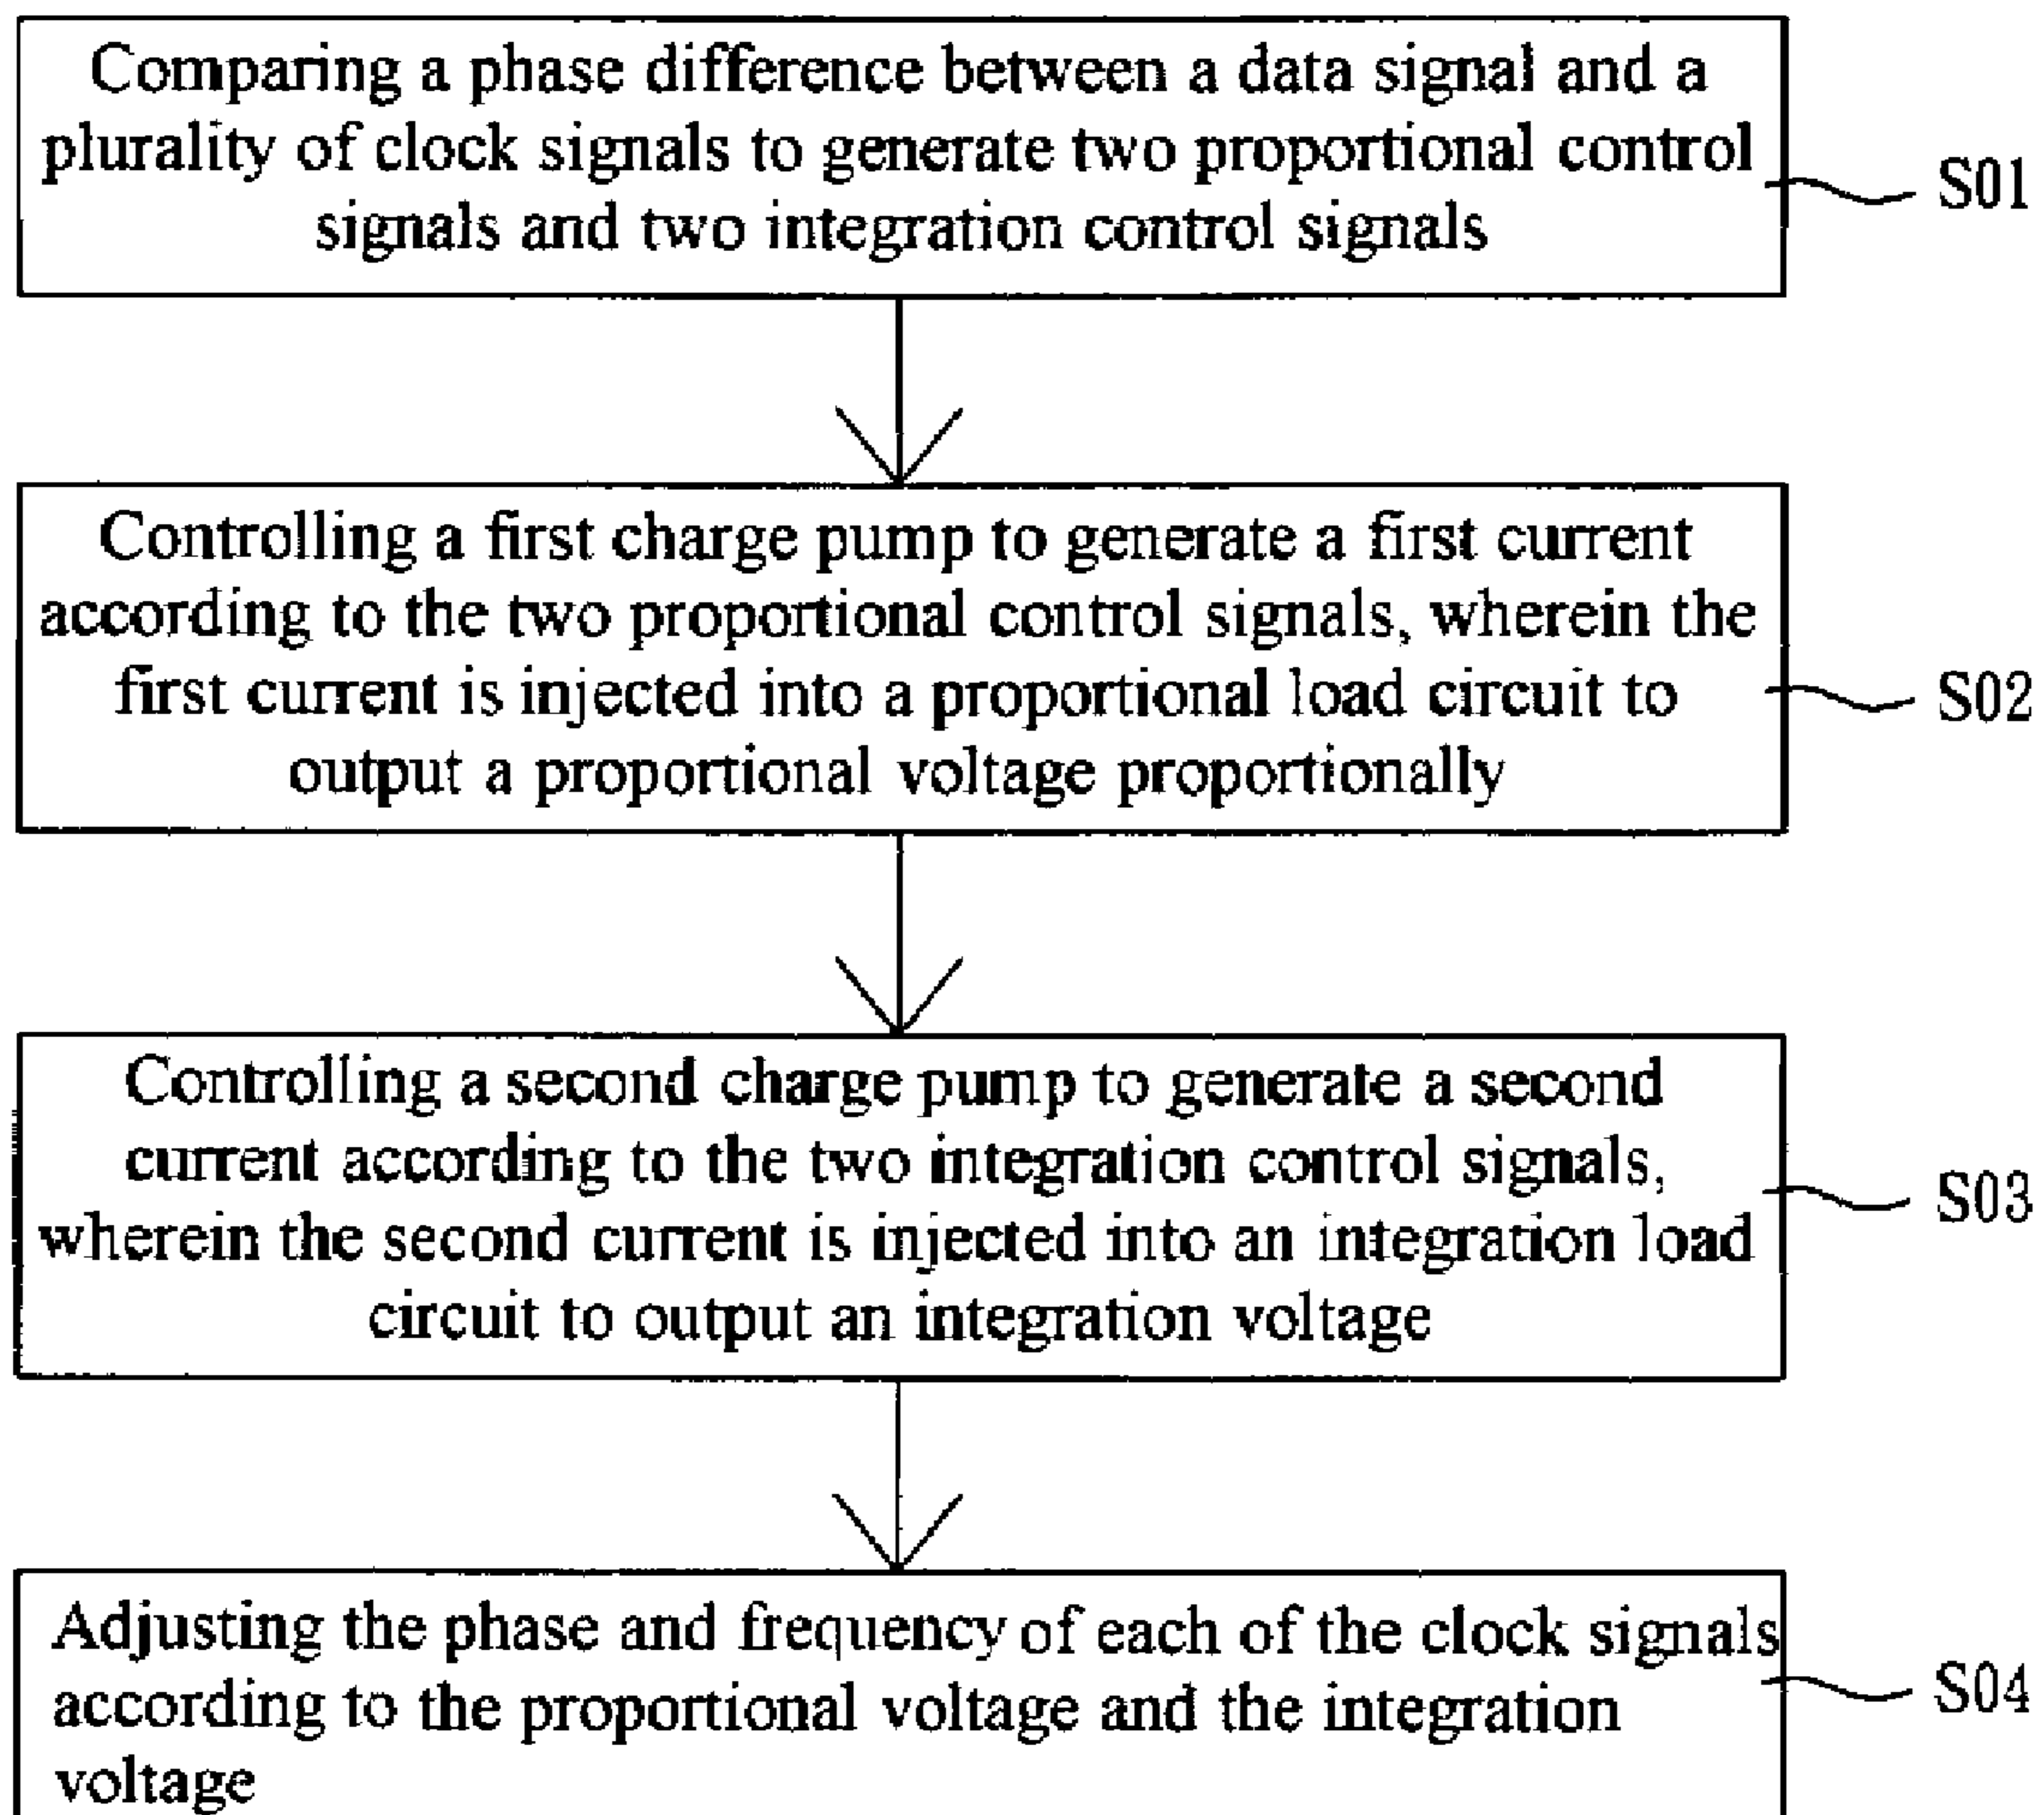 Comparing a phase difference between a data signal and a
plurality of clock signals to generate two proportional control
signals and two integration control signals
S01
Controlling a first charge pump to generate a first current
according to the two proportional control signals, wherein the
first current is injected into a proportional load circuit to
output a proportional voltage proportionally
S02
Controlling a second charge pump to generate a second
current according to the two integration control signals,
wherein the second current is injected into an integration load
circuit to output an integration voltage
S03
Adjusting the phase and frequency of each of the clock signals
according to the proportional voltage and the integration
voltage
S04